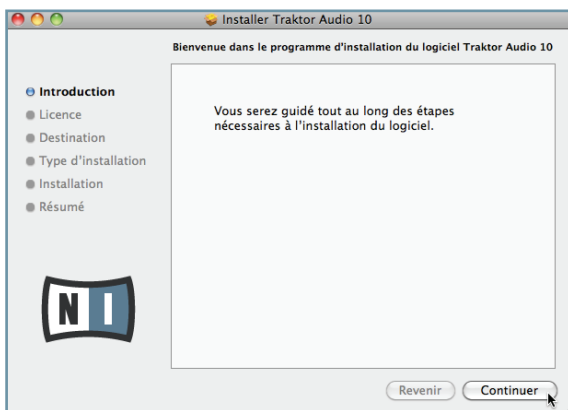 Installer Traktor Audio 10
Bienvenue dans le programme d'installation du logiciel Traktor Audio 10
Introduction
Licence
Destination
Type d'installation
Installation
Résumé
Vous serez guidé tout au long des étapes
nécessaires à l'installation du logiciel.
N I
Revenir
Continuer